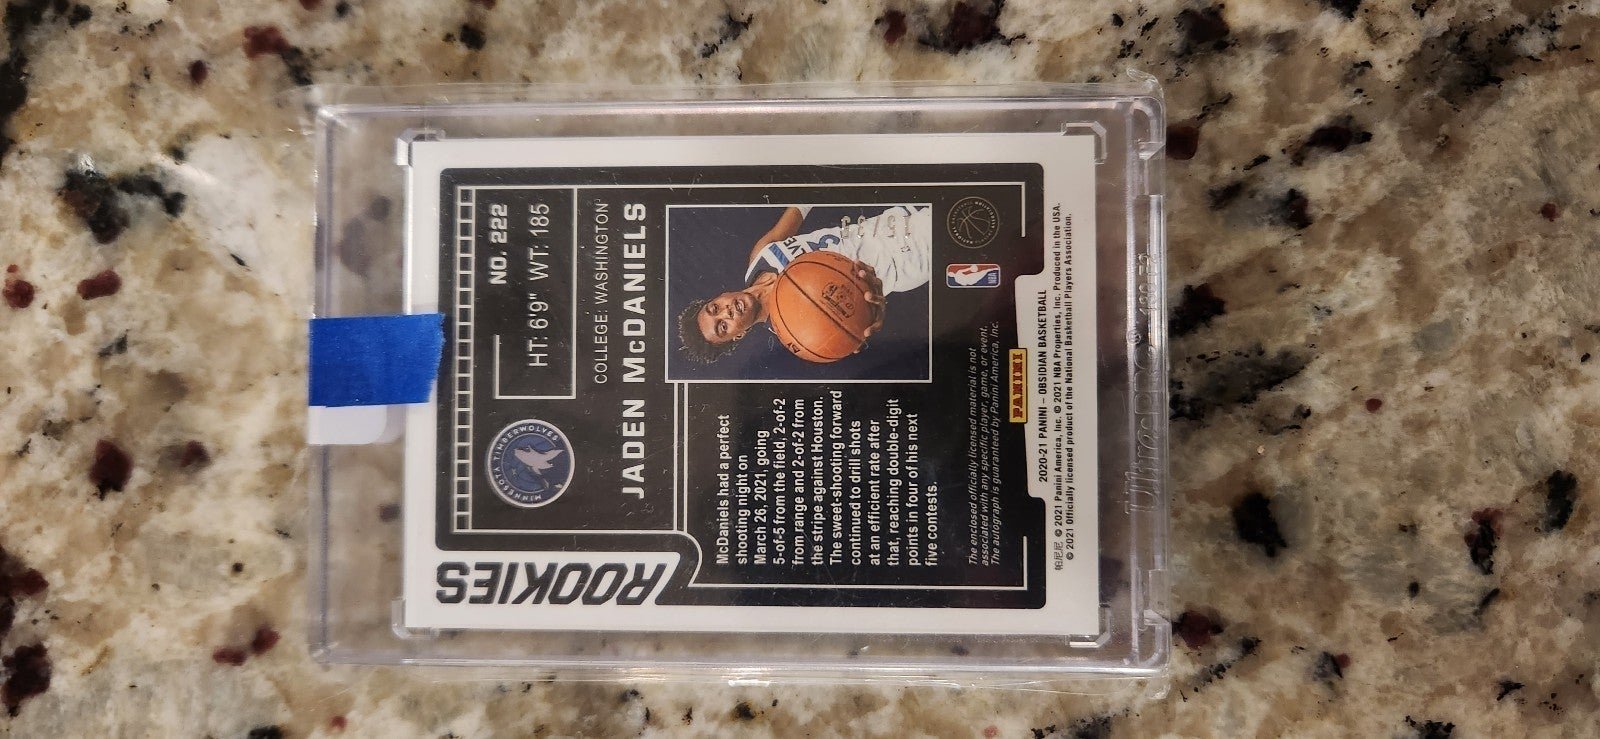 ROOKIES
NO. 222
HT: 6'9" WT: 185
COLLEGE: WASHINGTON
JADEN McDANIELS
MINNESOTA TIMBERWOLVES
McDaniels had a perfect
shooting night on
March 26, 2021, going
5-of-5 from the field, 2-of-2
from range and 2-of-2 from
the stripe against Houston.
The sweet-shooting forward
continued to drill shots
at an efficient rate after
that, reaching double-digit
points in four of his next
five contests.
NBA
The enclosed officially licensed material is not
associated with any specific player, game, or event.
The autograph is guaranteed by Panini America, Inc.
PANINI
2020-21 PANINI – OBSIDIAN BASKETBALL
帕尼尼 © 2021 Panini America, Inc. © 2021 NBA Properties, Inc. Produced in the USA.
© 2021 Officially licensed product of the National Basketball Players Association.
Ultra PRO®